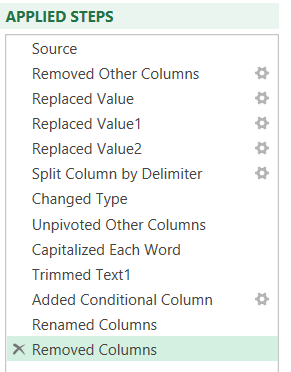 APPLIED STEPS
Source
Removed Other Columns
Replaced Value
Replaced Value1
Replaced Value2
Split Column by Delimiter
Changed Type
Unpivoted Other Columns
Capitalized Each Word
Trimmed Text1
Added Conditional Column
Renamed Columns
Removed Columns